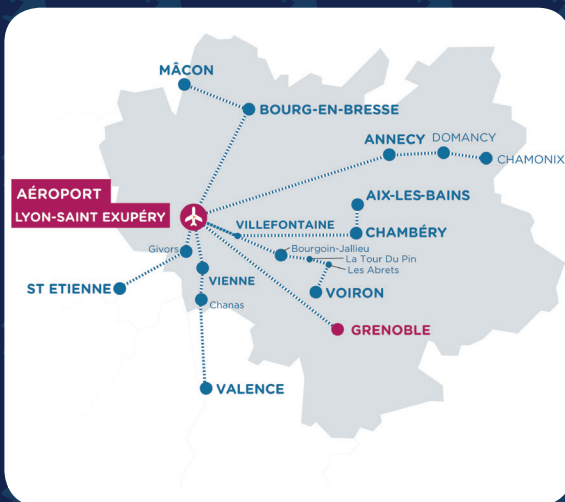 MÂCON
BOURG-EN-BRESSE
ANNECY
DOMANCY
CHAMONIX
AÉROPORT
LYON-SAINT EXUPÉRY
AIX-LES-BAINS
VILLEFONTAINE
CHAMBÉRY
Givors
Bourgoin-Jallieu
La Tour Du Pin
Les Abrets
VIENNE
ST ETIENNE
VOIRON
Chanas
GRENOBLE
VALENCE